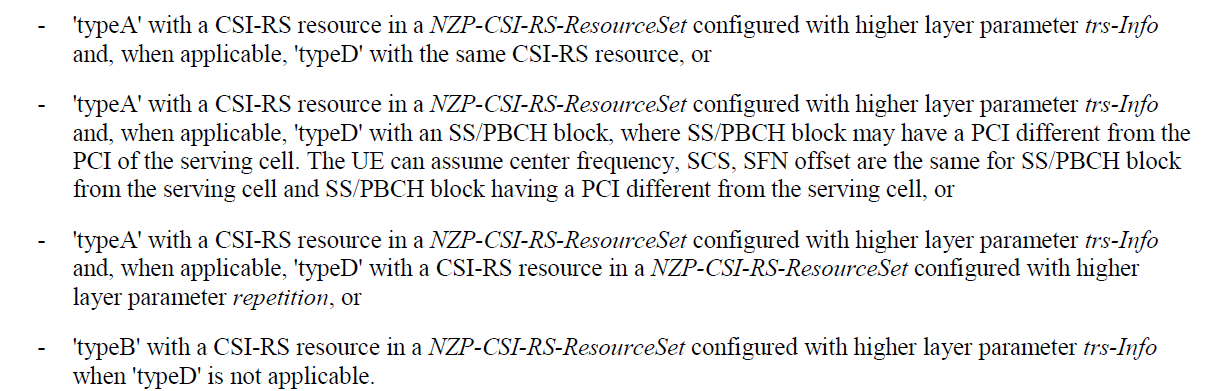 - 'typeA' with a CSI-RS resource in a NZP-CSI-RS-ResourceSet configured with higher layer parameter trs-Info
and, when applicable, 'typeD' with the same CSI-RS resource, or
- 'typeA' with a CSI-RS resource in a NZP-CSI-RS-ResourceSet configured with higher layer parameter trs-Info
and, when applicable, 'typeD' with an SS/PBCH block, where SS/PBCH block may have a PCI different from the
PCI of the serving cell. The UE can assume center frequency, SCS, SFN offset are the same for SS/PBCH block
from the serving cell and SS/PBCH block having a PCI different from the serving cell, or
- 'typeA' with a CSI-RS resource in a NZP-CSI-RS-ResourceSet configured with higher layer parameter trs-Info
and, when applicable, 'typeD' with a CSI-RS resource in a NZP-CSI-RS-ResourceSet configured with higher
layer parameter repetition, or
- 'typeB' with a CSI-RS resource in a NZP-CSI-RS-ResourceSet configured with higher layer parameter trs-Info
when 'typeD' is not applicable.